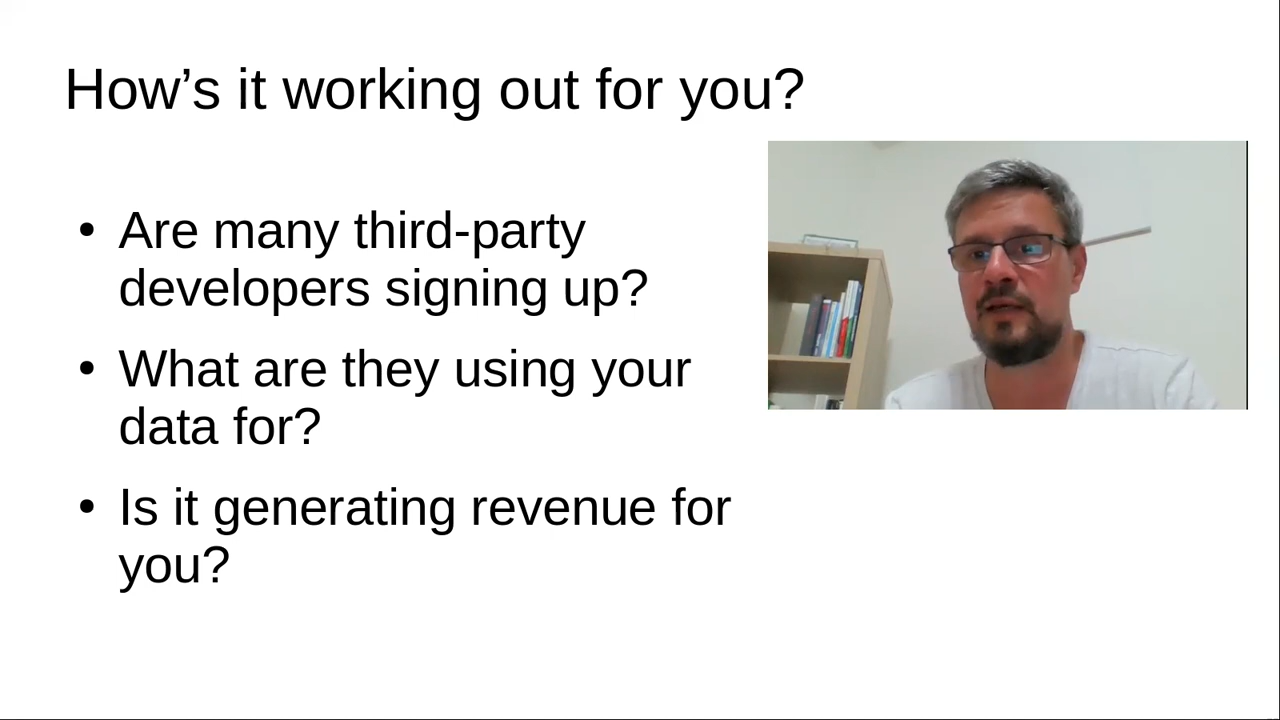 How’s it working out for you?
• Are many third-party
developers signing up?
• What are they using your
data for?
• Is it generating revenue for
you?